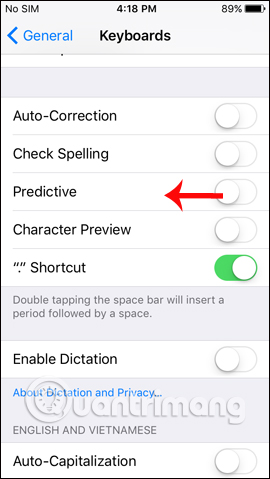 No SIM 4:18 PM 89%
General Keyboards
Auto-Correction
Check Spelling
Predictive
Character Preview
“.” Shortcut
Double tapping the space bar will insert a
period followed by a space.
Enable Dictation
About Dictation and Privacy...
Quantrimang
ENGLISH AND VIETNAMESE
Auto-Capitalization